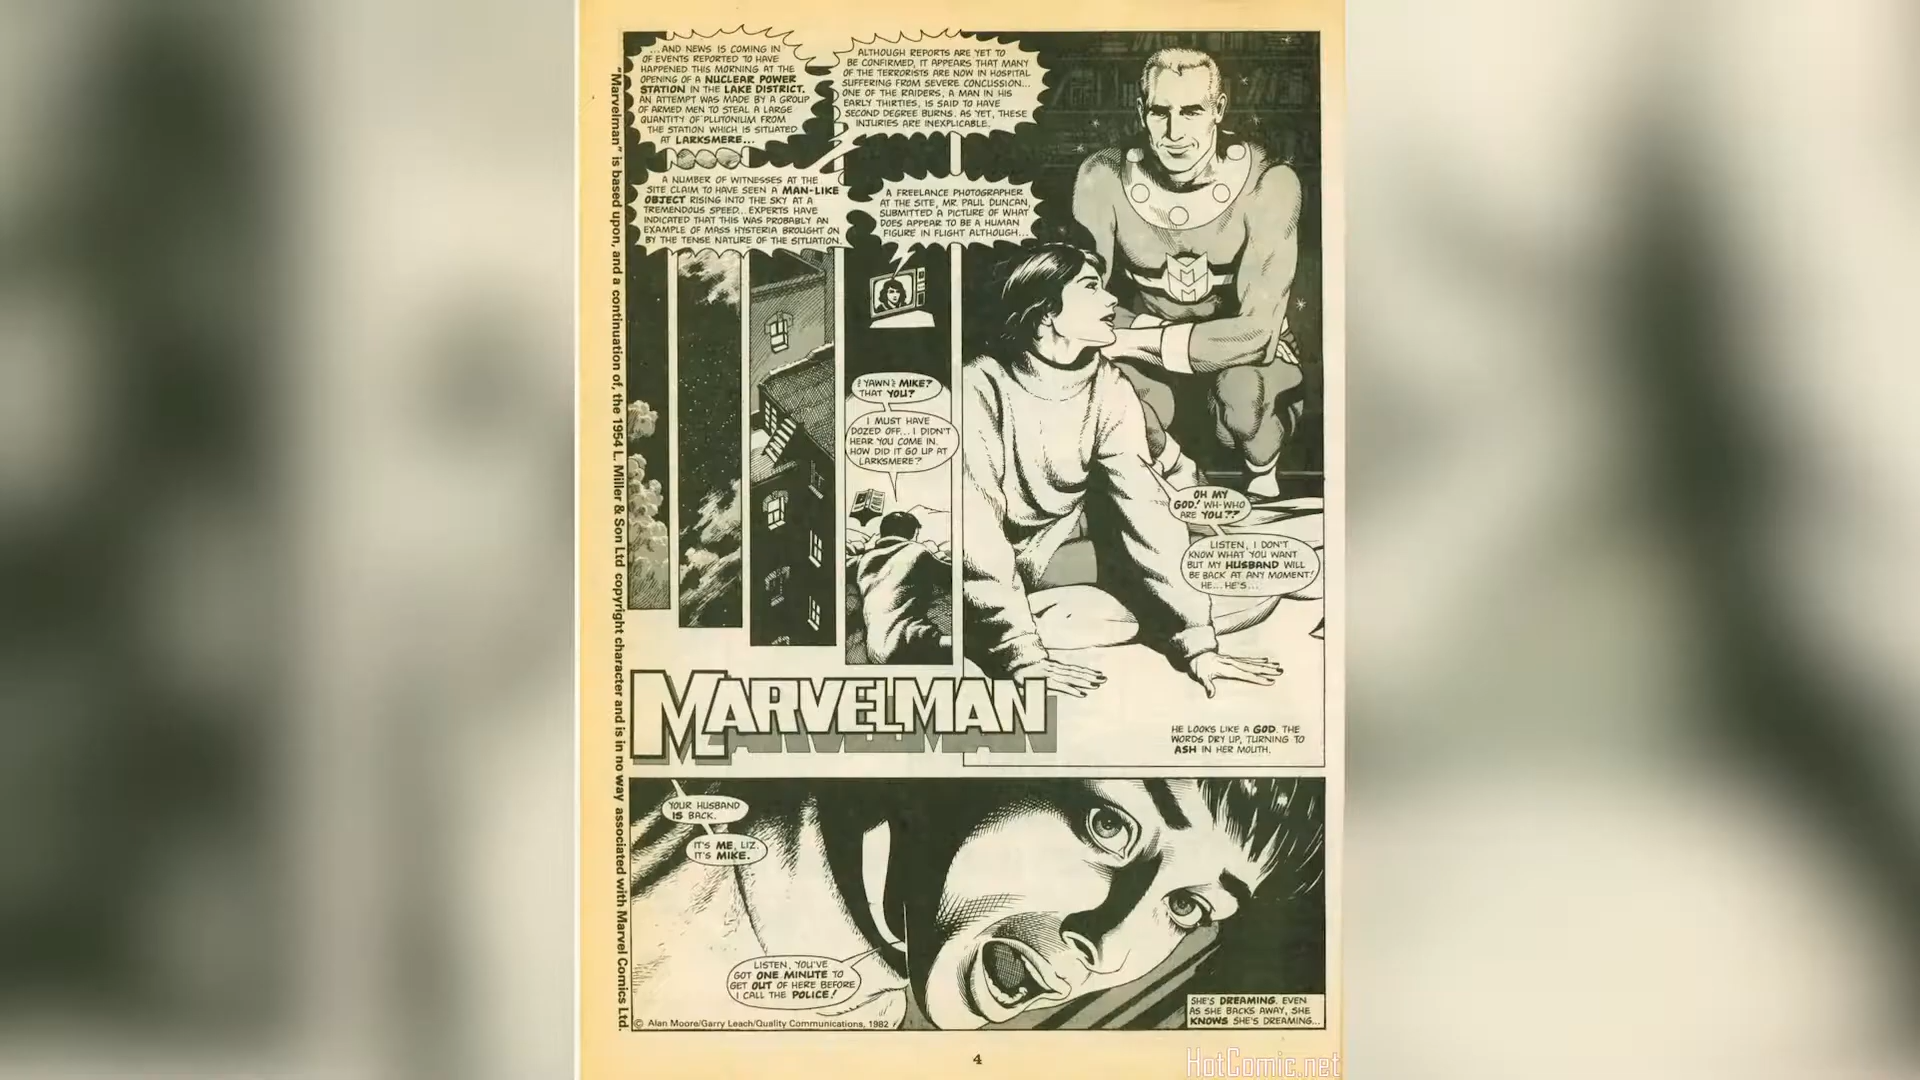 ...AND NEWS IS COMING IN
OF EVENTS REPORTED TO HAVE
HAPPENED THIS MORNING AT THE
OPENING OF A NUCLEAR POWER
STATION IN THE LAKE DISTRICT.
AN ATTEMPT WAS MADE BY A GROUP
OF ARMED MEN TO STEAL A LARGE
QUANTITY OF PLUTONIUM FROM
THE STATION WHICH IS SITUATED
AT LARKSMERE...
A NUMBER OF WITNESSES AT THE
SITE CLAIM TO HAVE SEEN A MAN-LIKE
OBJECT RISING INTO THE SKY AT A
TREMENDOUS SPEED... EXPERTS HAVE
INDICATED THAT THIS WAS PROBABLY AN
EXAMPLE OF MASS HYSTERIA BROUGHT ON
BY THE TENSE NATURE OF THE SITUATION.
ALTHOUGH REPORTS ARE YET TO
BE CONFIRMED, IT APPEARS THAT MANY
OF THE TERRORISTS ARE NOW IN HOSPITAL
SUFFERING FROM SEVERE CONCUSSION...
ONE OF THE RAIDERS, A MAN IN HIS
EARLY THIRTIES, IS SAID TO HAVE
SECOND DEGREE BURNS. AS YET, THESE
INJURIES ARE INEXPLICABLE.
A FREELANCE PHOTOGRAPHER
AT THE SITE, MR. PAUL DUNCAN,
SUBMITTED A PICTURE OF WHAT
DOES APPEAR TO BE A HUMAN
FIGURE IN FLIGHT ALTHOUGH...
YAWN MIKE?
THAT YOU?
I MUST HAVE
DOZED OFF... I DIDN'T
HEAR YOU COME IN.
HOW DID IT GO UP AT
LARKSMERE?
OH MY
GOD! WH-WHO
ARE YOU??
LISTEN, I DON'T
KNOW WHAT YOU WANT
BUT MY HUSBAND WILL
BE BACK AT ANY MOMENT!
HE... HE'S...
HE LOOKS LIKE A GOD. THE
WORDS DRY UP, TURNING TO
ASH IN HER MOUTH.
MARVELMAN
YOUR HUSBAND
IS BACK.
IT'S ME, LIZ.
IT'S MIKE.
LISTEN, YOU'VE
GOT ONE MINUTE TO
GET OUT OF HERE BEFORE
I CALL THE POLICE!
SHE'S DREAMING. EVEN
AS SHE BACKS AWAY, SHE
KNOWS SHE'S DREAMING...
© Alan Moore/Garry Leach/Quality Communications, 1982
"Marvelman" is based upon, and a continuation of, the 1954 L. Miller & Son Ltd copyright character and is in no way associated with Marvel Comics Ltd.
4
HotComic.net